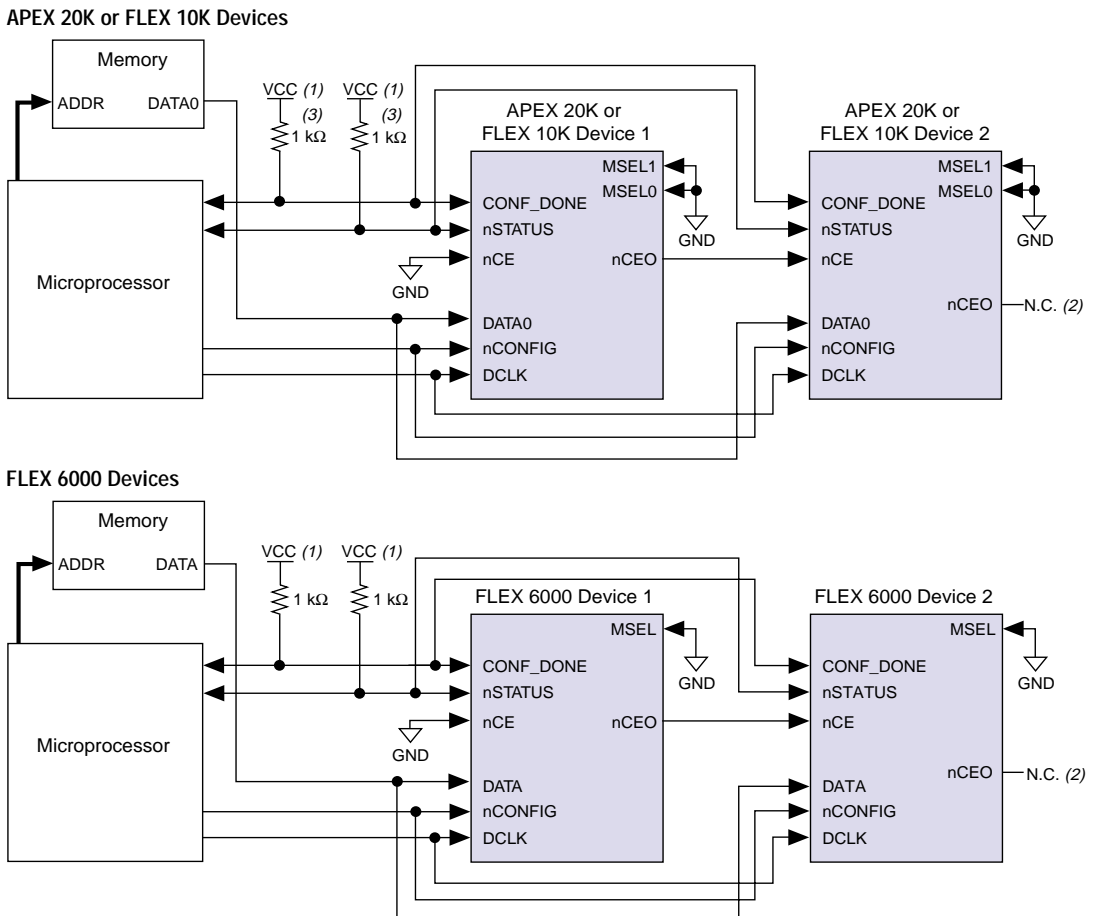 APEX 20K or FLEX 10K Devices
Memory
ADDR DATA0
VCC (1)
(3)
1 kΩ
VCC (1)
(3)
1 kΩ
APEX 20K or
FLEX 10K Device 1
MSEL1
MSEL0
GND
CONF_DONE
nSTATUS
nCE
nCEO
GND
DATA0
nCONFIG
DCLK
Microprocessor
APEX 20K or
FLEX 10K Device 2
MSEL1
MSEL0
GND
CONF_DONE
nSTATUS
nCE
nCEO
N.C. (2)
DATA0
nCONFIG
DCLK
FLEX 6000 Devices
Memory
ADDR DATA
VCC (1)
1 kΩ
VCC (1)
1 kΩ
FLEX 6000 Device 1
MSEL
GND
CONF_DONE
nSTATUS
nCE
nCEO
GND
DATA
nCONFIG
DCLK
Microprocessor
FLEX 6000 Device 2
MSEL
GND
CONF_DONE
nSTATUS
nCE
nCEO
N.C. (2)
DATA
nCONFIG
DCLK